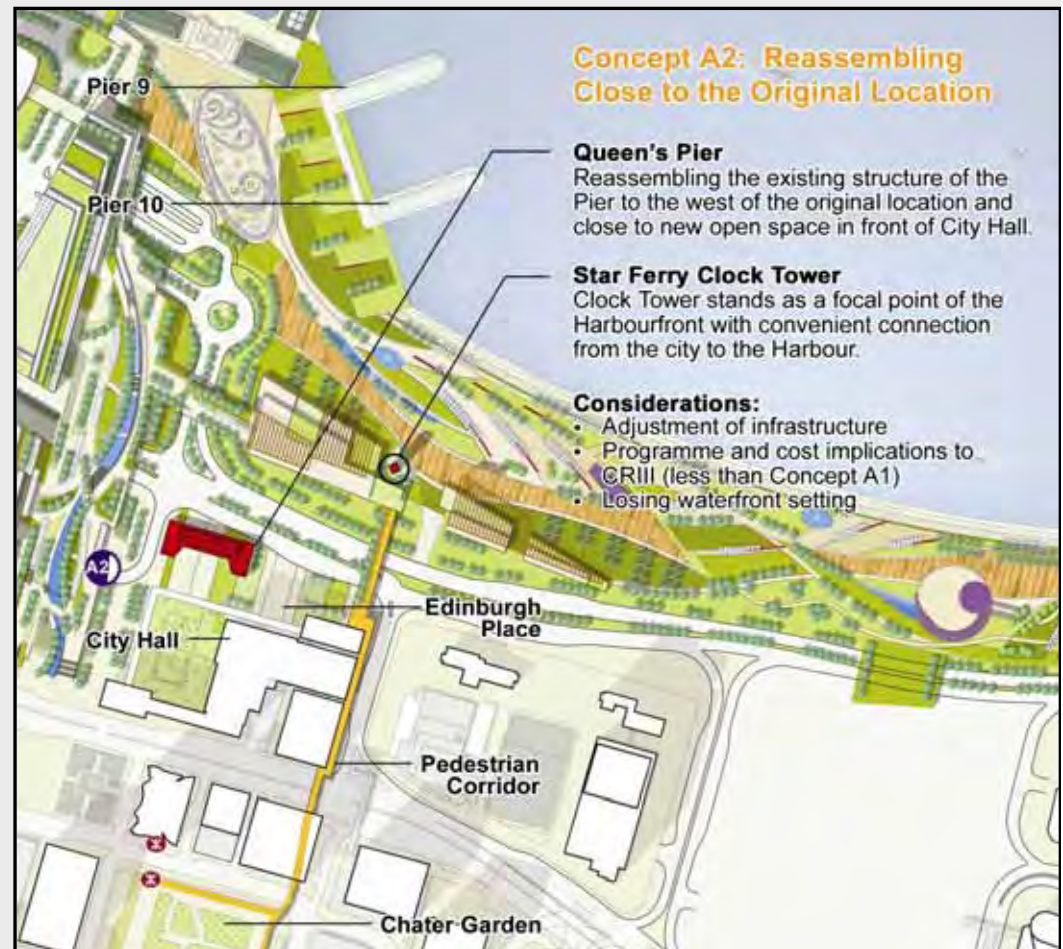 Concept A2: Reassembling
Close to the Original Location
Pier 9
Queen's Pier
Reassembling the existing structure of the
Pier to the west of the original location and
close to new open space in front of City Hall.
Pier 10
Star Ferry Clock Tower
Clock Tower stands as a focal point of the
Harbourfront with convenient connection
from the city to the Harbour.
Considerations:
• Adjustment of infrastructure
• Programme and cost implications to
CRIII (less than Concept A1)
• Losing waterfront setting
A2
Edinburgh
Place
City Hall
Pedestrian
Corridor
Chater Garden